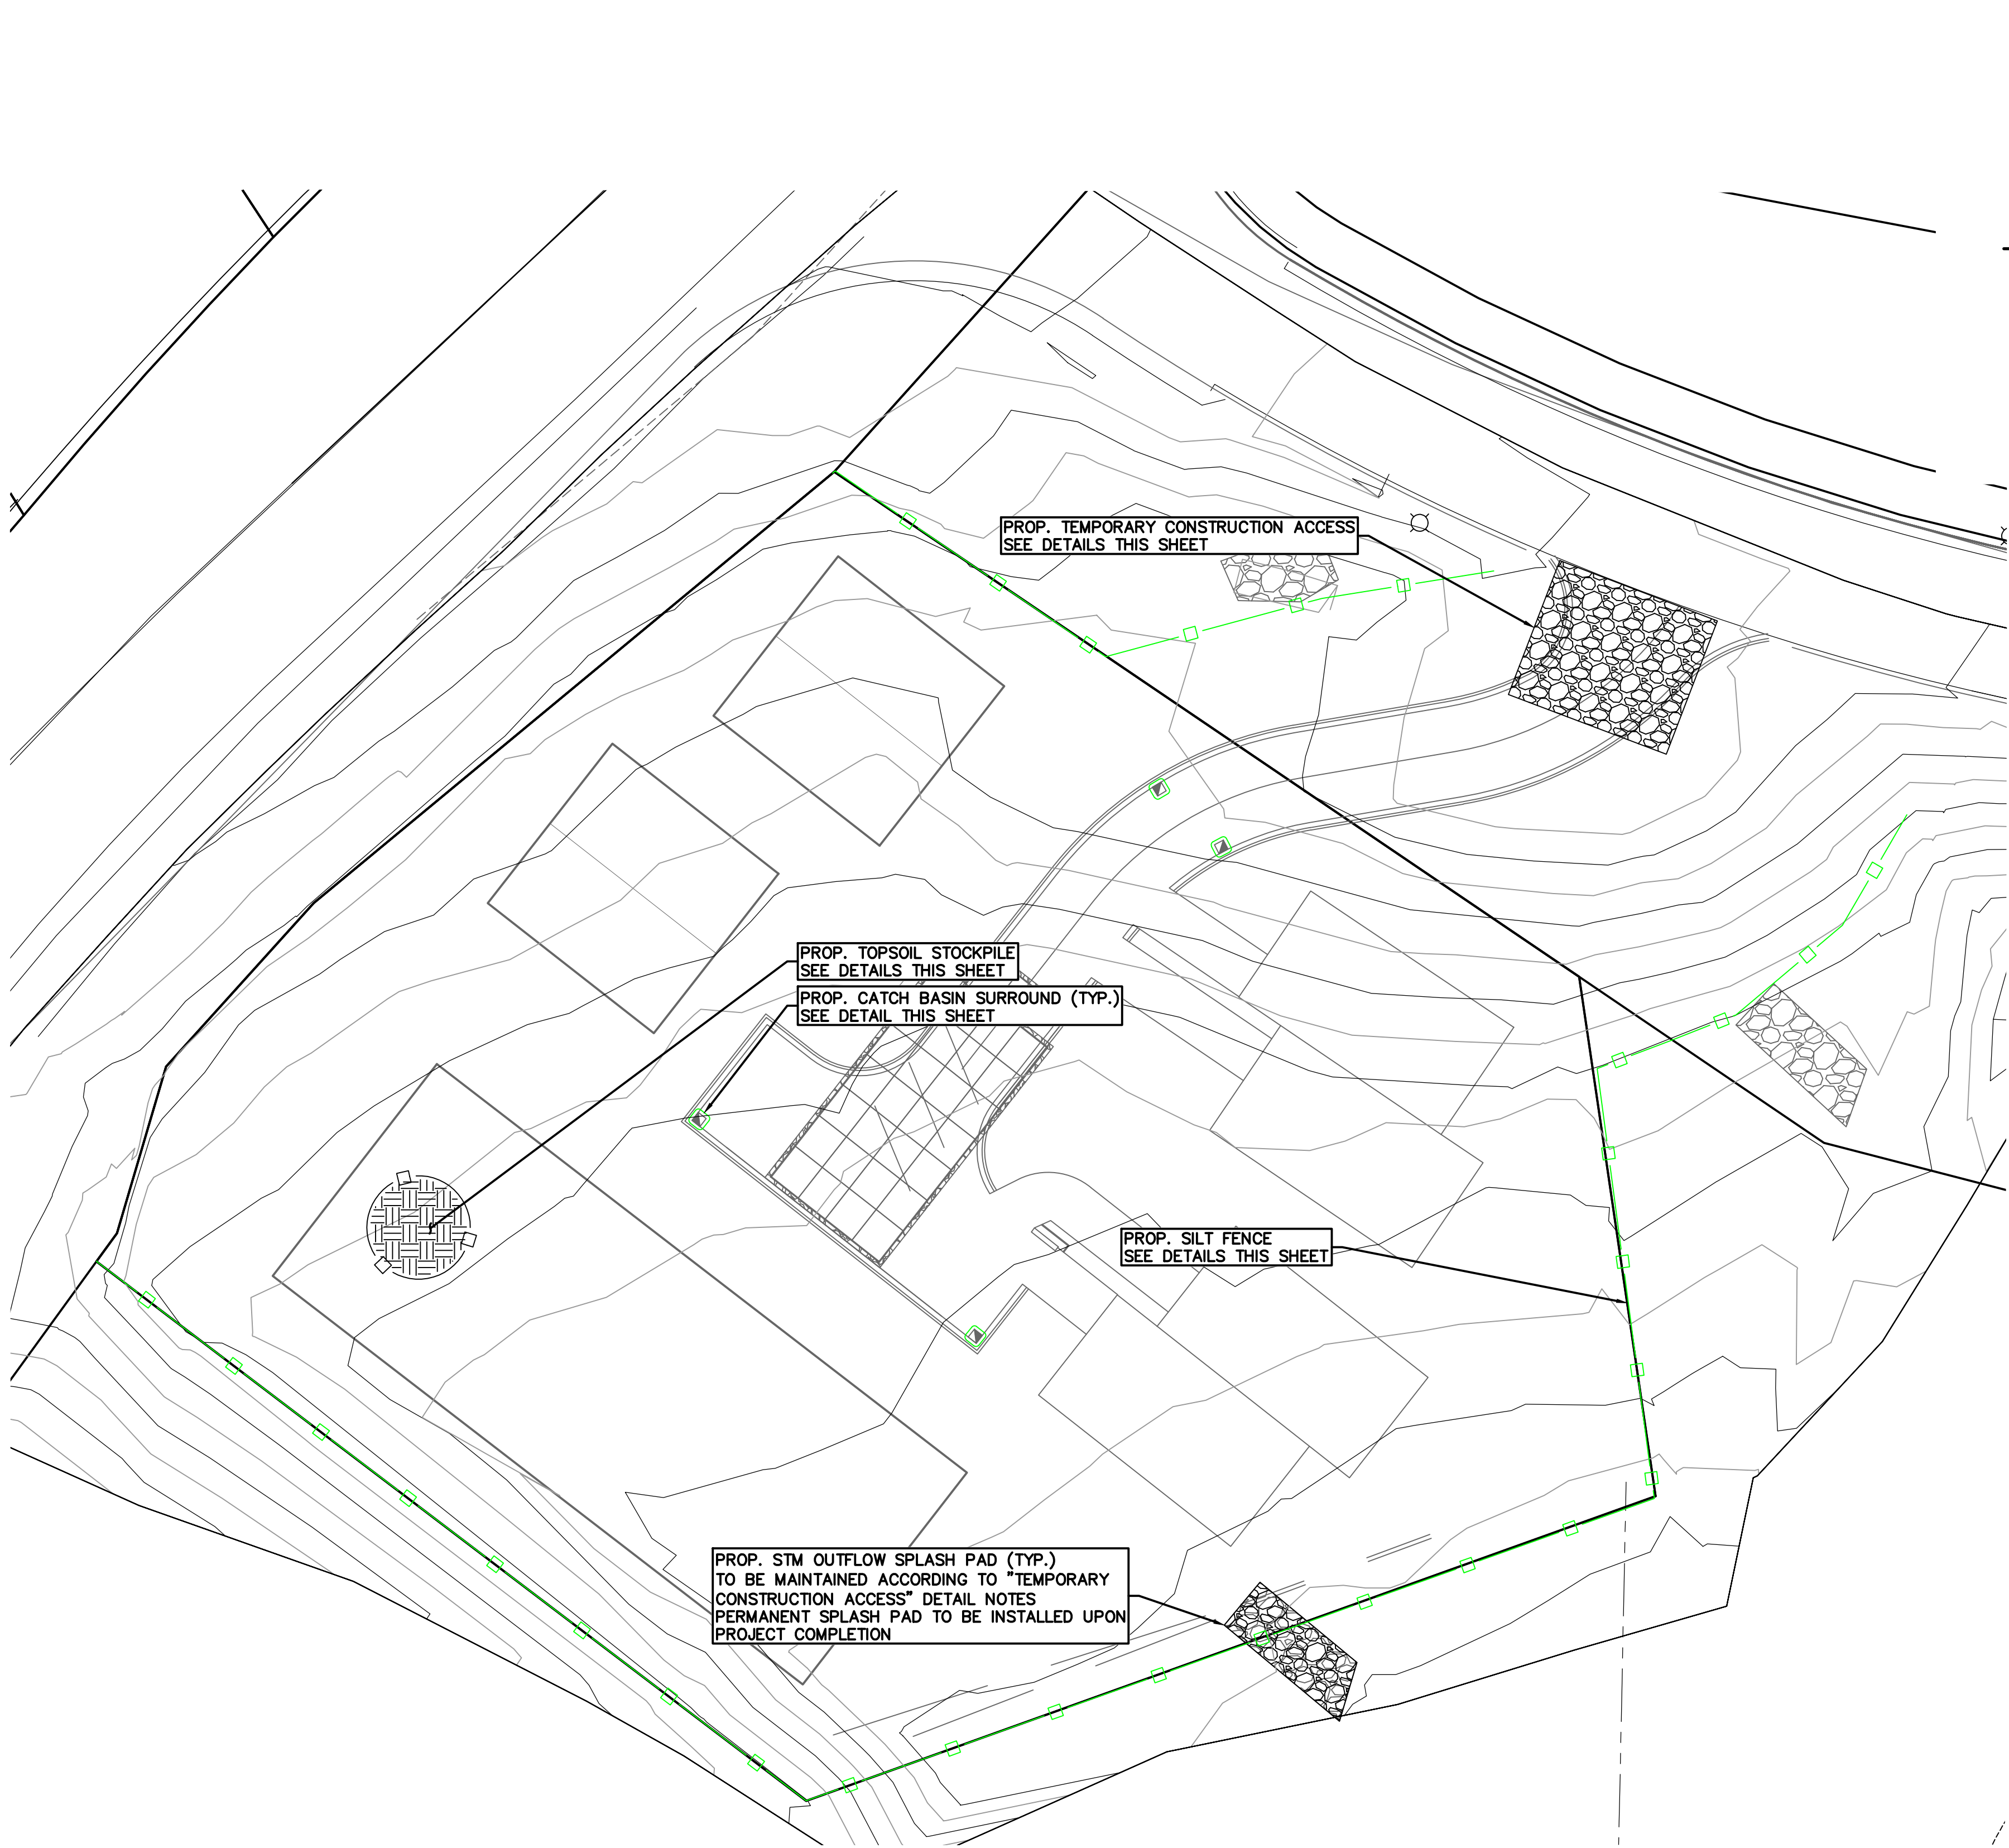 PROP. TEMPORARY CONSTRUCTION ACCESS
SEE DETAILS THIS SHEET
PROP. TOPSOIL STOCKPILE
SEE DETAILS THIS SHEET
PROP. CATCH BASIN SURROUND (TYP.)
SEE DETAIL THIS SHEET
PROP. SILT FENCE
SEE DETAILS THIS SHEET
PROP. STM OUTFLOW SPLASH PAD (TYP.)
TO BE MAINTAINED ACCORDING TO "TEMPORARY
CONSTRUCTION ACCESS" DETAIL NOTES
PERMANENT SPLASH PAD TO BE INSTALLED UPON
PROJECT COMPLETION